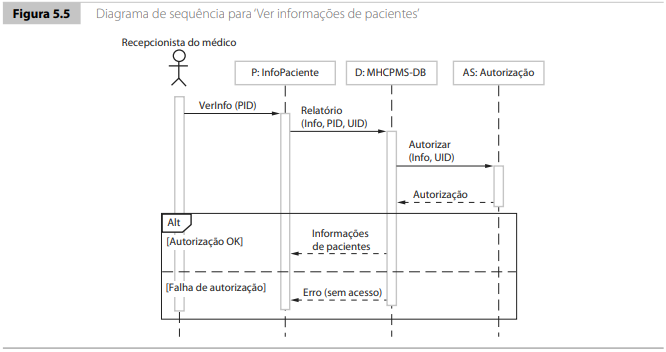 Figura 5.5 Diagrama de sequência para ‘Ver informações de pacientes’
Recepcionista do médico
P: InfoPaciente
D: MHCPMS-DB
AS: Autorização
VerInfo (PID)
Relatório
(Info, PID, UID)
Autorizar
(Info, UID)
Autorização
Alt
[Autorização OK]
Informações
de pacientes
[Falha de autorização]
Erro (sem acesso)